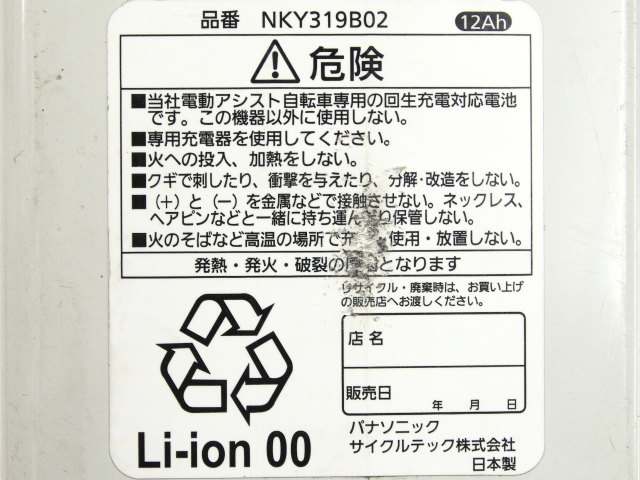 品番 NKY319B02 12Ah
危険
■当社電動アシスト自転車専用の回生充電対応電池
です。この機器以外に使用しない。
■専用充電器を使用してください。
■火への投入、加熱をしない。
■クギで刺したり、衝撃を与えたり、分解・改造をしない。
■（+）と（—）を金属などで接触させない。ネックレス、
ヘアピンなどと一緒に持ち運んだり保管しない。
■火のそばなど高温の場所で充 使用・放置しない。
発熱・発火・破裂の となります
リサイクル・廃棄時は、お買い上げ
の販売店へお渡しください。
店名
販売日
年 月 日
Li-ion 00
パナソニック
サイクルテック株式会社
日本製